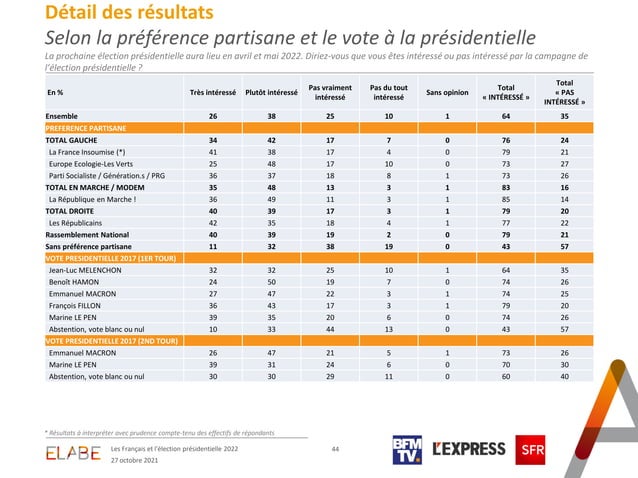 Détail des résultats
Selon la préférence partisane et le vote à la présidentielle
La prochaine élection présidentielle aura lieu en avril et mai 2022. Diriez-vous que vous êtes intéressé ou pas intéressé par la campagne de
l'élection présidentielle ?
En % Très intéressé Plutôt intéressé Pas vraiment intéressé Pas du tout intéressé Sans opinion Total « INTÉRESSÉ » Total « PAS INTÉRESSÉ »
Ensemble 26 38 25 10 1 64 35
PREFERENCE PARTISANE
TOTAL GAUCHE 34 42 17 7 0 76 24
La France Insoumise (*) 41 38 17 4 0 79 21
Europe Ecologie-Les Verts 25 48 17 10 0 73 27
Parti Socialiste / Génération.s / PRG 36 37 18 8 1 73 26
TOTAL EN MARCHE / MODEM 35 48 13 3 1 83 16
La République en Marche ! 36 49 11 3 1 85 14
TOTAL DROITE 40 39 17 3 1 79 20
Les Républicains 42 35 18 4 1 77 22
Rassemblement National 40 39 19 2 0 79 21
Sans préférence partisane 11 32 38 19 0 43 57
VOTE PRESIDENTIELLE 2017 (1ER TOUR)
Jean-Luc MELENCHON 32 32 25 10 1 64 35
Benoît HAMON 24 50 19 7 0 74 26
Emmanuel MACRON 27 47 22 3 1 74 25
François FILLON 36 43 17 3 1 79 20
Marine LE PEN 39 35 20 6 0 74 26
Abstention, vote blanc ou nul 10 33 44 13 0 43 57
VOTE PRESIDENTIELLE 2017 (2ND TOUR)
Emmanuel MACRON 26 47 21 5 1 73 26
Marine LE PEN 39 31 24 6 0 70 30
Abstention, vote blanc ou nul 30 30 29 11 0 60 40
* Résultats à interpréter avec prudence compte-tenu des effectifs de répondants
ELABE
Les Français et l'élection présidentielle 2022
27 octobre 2021
44
BFM
TV.
L'EXPRESS
SFR